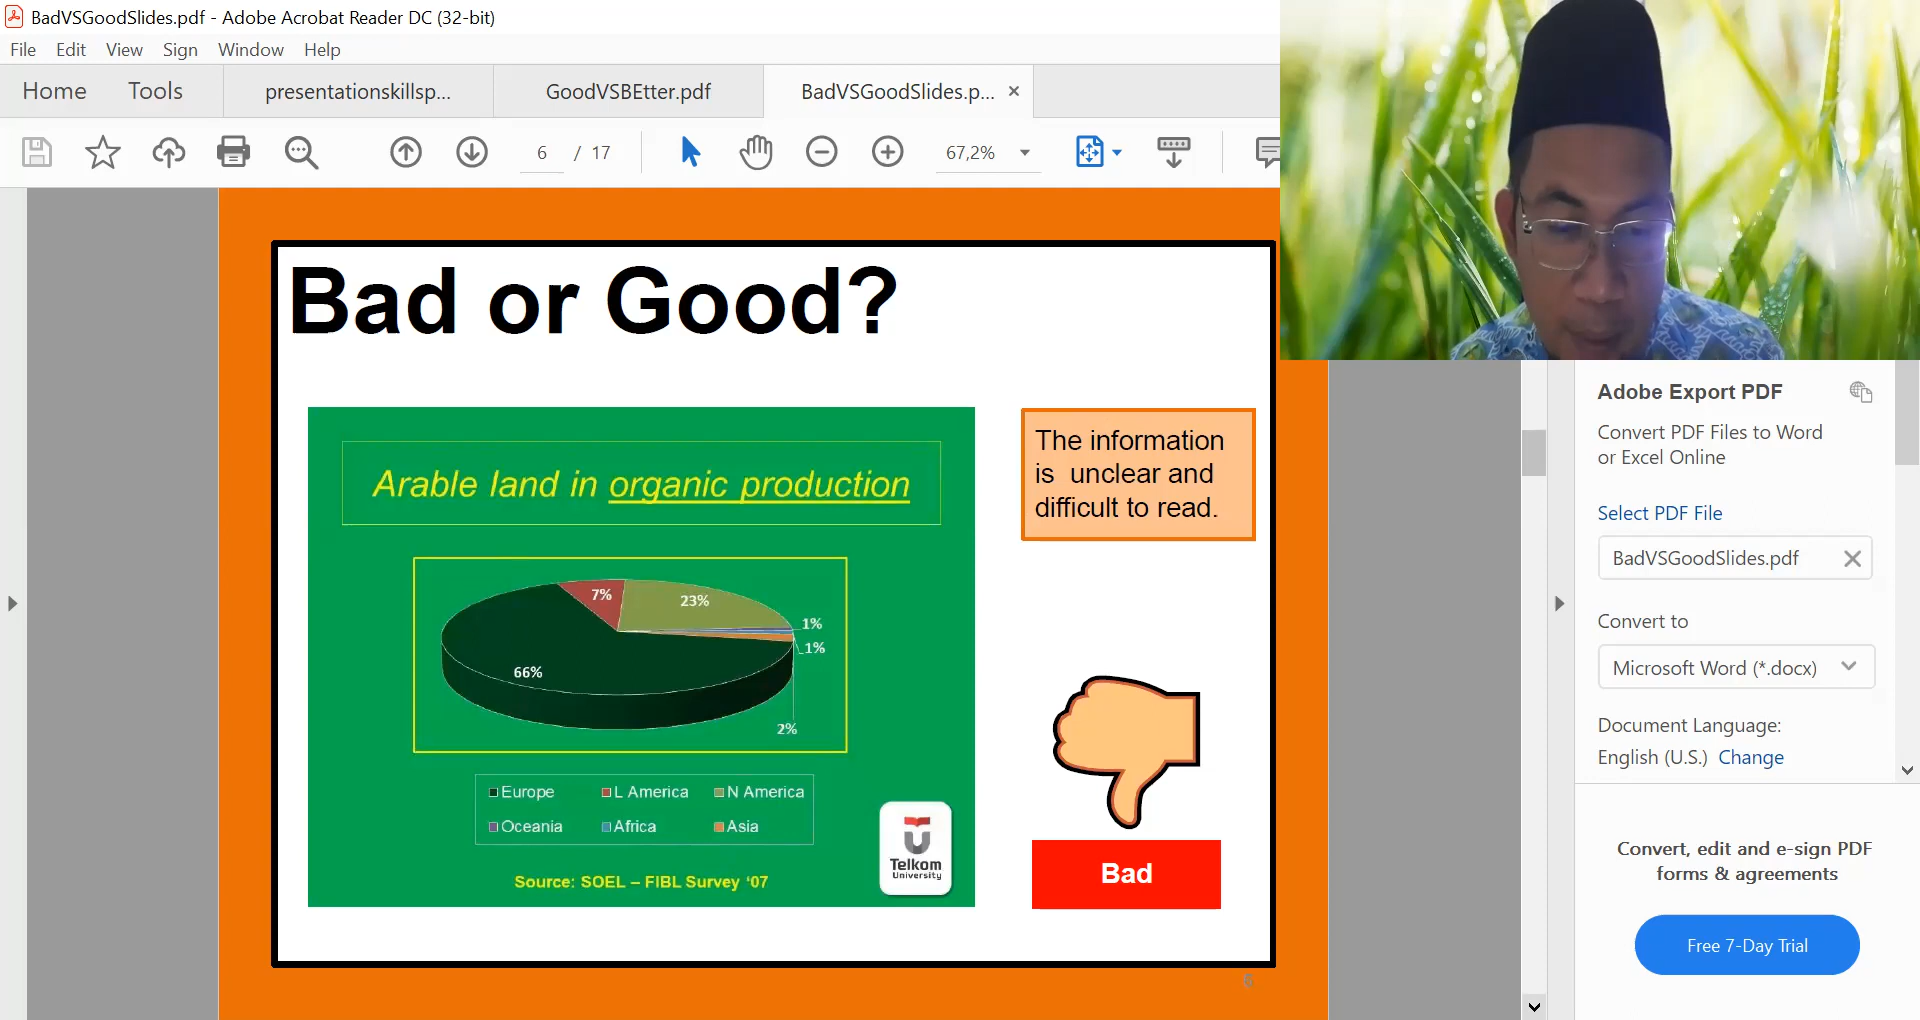 BadVSGoodSlides.pdf - Adobe Acrobat Reader DC (32-bit)
File Edit View Sign Window Help
Home Tools presentationskillsp... GoodVSBEtter.pdf BadVSGoodSlides.p...
6 / 17 67,2%
Bad or Good?
Arable land in organic production
7%
23%
1%
1%
66%
2%
Europe L America N America
Oceania Africa Asia
Source: SOEL – FIBL Survey ‘07
Telkom
University
The information
is unclear and
difficult to read.
Bad
6
Adobe Export PDF
Convert PDF Files to Word
or Excel Online
Select PDF File
BadVSGoodSlides.pdf
Convert to
Microsoft Word (*.docx)
Document Language:
English (U.S.) Change
Convert, edit and e-sign PDF
forms & agreements
Free 7-Day Trial